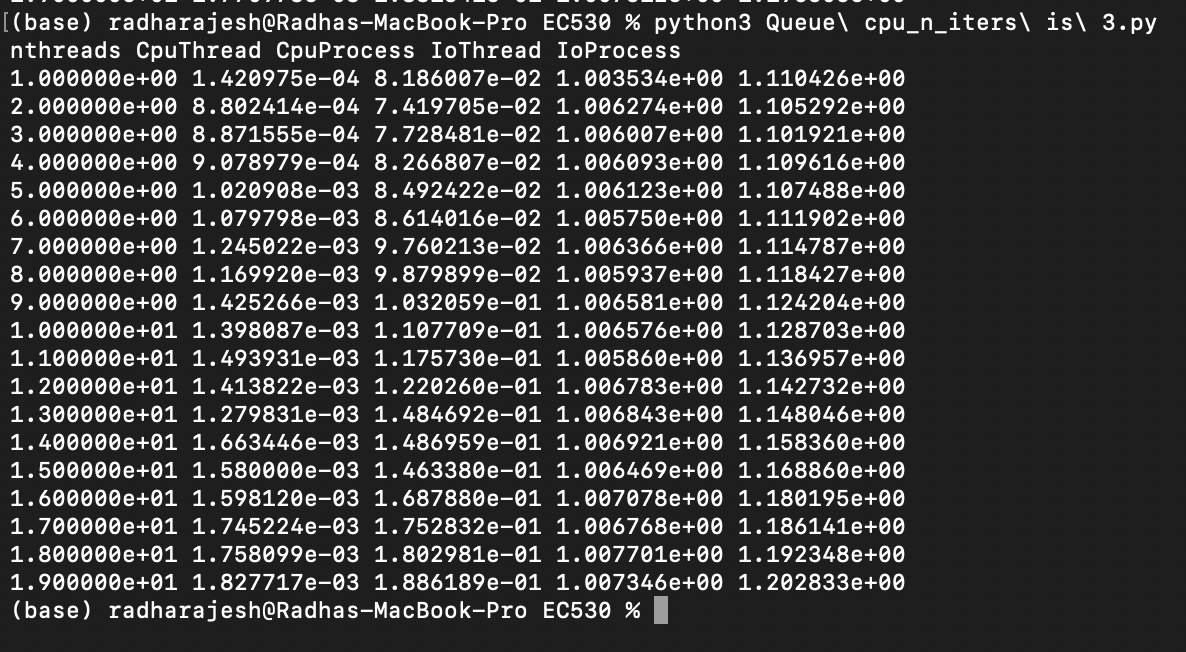 [(base) radharajesh@Radhas-MacBook-Pro EC530 % python3 Queue\ cpu_n_iters\ is\ 3.py
nthreads CpuThread CpuProcess IoThread IoProcess
1.000000e+00 1.420975e-04 8.186007e-02 1.003534e+00 1.110426e+00
2.000000e+00 8.802414e-04 7.419705e-02 1.006274e+00 1.105292e+00
3.000000e+00 8.871555e-04 7.728481e-02 1.006007e+00 1.101921e+00
4.000000e+00 9.078979e-04 8.266807e-02 1.006093e+00 1.109616e+00
5.000000e+00 1.020908e-03 8.492422e-02 1.006123e+00 1.107488e+00
6.000000e+00 1.079798e-03 8.614016e-02 1.005750e+00 1.111902e+00
7.000000e+00 1.245022e-03 9.760213e-02 1.006366e+00 1.114787e+00
8.000000e+00 1.169920e-03 9.879899e-02 1.005937e+00 1.118427e+00
9.000000e+00 1.425266e-03 1.032059e-01 1.006581e+00 1.124204e+00
1.000000e+01 1.398087e-03 1.107709e-01 1.006576e+00 1.128703e+00
1.100000e+01 1.493931e-03 1.175730e-01 1.005860e+00 1.136957e+00
1.200000e+01 1.413822e-03 1.220260e-01 1.006783e+00 1.142732e+00
1.300000e+01 1.279831e-03 1.484692e-01 1.006843e+00 1.148046e+00
1.400000e+01 1.663446e-03 1.486959e-01 1.006921e+00 1.158360e+00
1.500000e+01 1.580000e-03 1.463380e-01 1.006469e+00 1.168860e+00
1.600000e+01 1.598120e-03 1.687880e-01 1.007078e+00 1.180195e+00
1.700000e+01 1.745224e-03 1.752832e-01 1.006768e+00 1.186141e+00
1.800000e+01 1.758099e-03 1.802981e-01 1.007701e+00 1.192348e+00
1.900000e+01 1.827717e-03 1.886189e-01 1.007346e+00 1.202833e+00
(base) radharajesh@Radhas-MacBook-Pro EC530 %